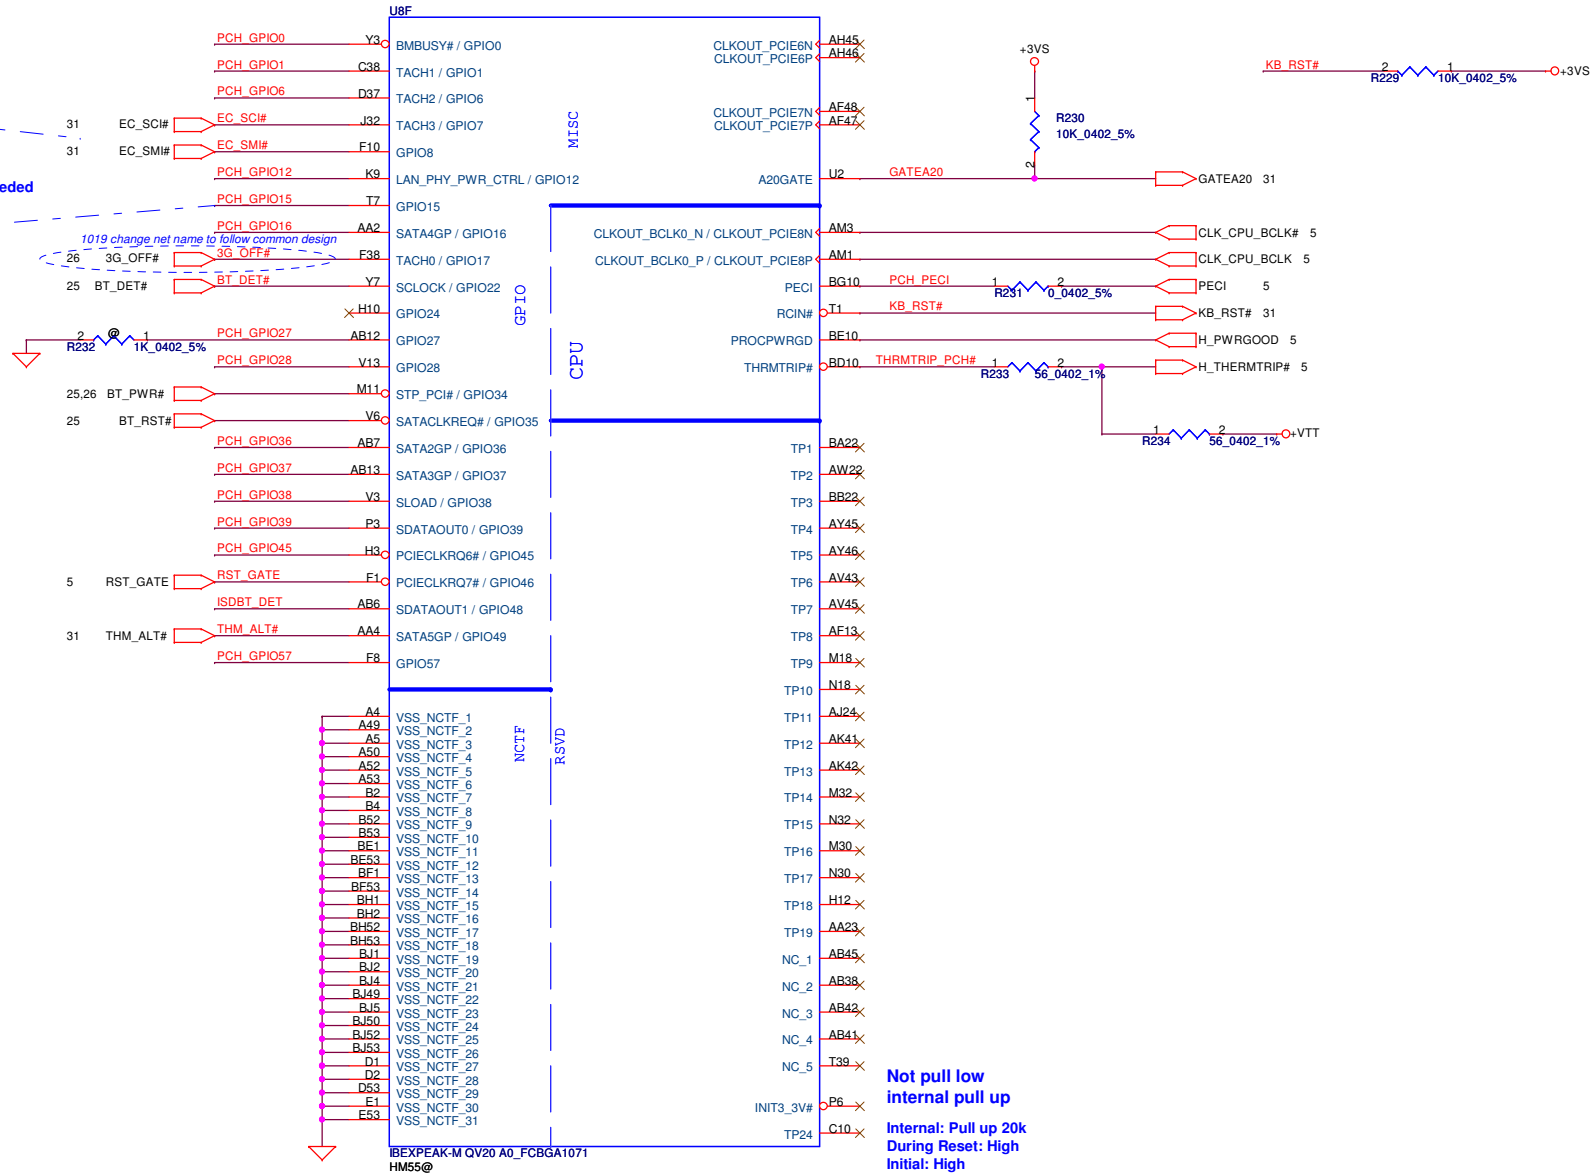 U8F
PCH_GPIO0 Y3 BMBUSY# / GPIO0
PCH_GPIO1 C38 TACH1 / GPIO1
PCH_GPIO6 D37 TACH2 / GPIO6
31 EC_SCI# EC_SCI# J32 TACH3 / GPIO7
31 EC_SMI# EC_SMI# F10 GPIO8
PCH_GPIO12 K9 LAN_PHY_PWR_CTRL / GPIO12
eded
PCH_GPIO15 T7 GPIO15
PCH_GPIO16 AA2 SATA4GP / GPIO16
1019 change net name to follow common design
26 3G_OFF# 3G_OFF# F38 TACH0 / GPIO17
25 BT_DET# BT_DET# Y7 SCLOCK / GPIO22
H10 GPIO24
2 @ 1 PCH_GPIO27 AB12 GPIO27
R232 1K_0402_5%
PCH_GPIO28 V13 GPIO28
25,26 BT_PWR# M11 STP_PCI# / GPIO34
25 BT_RST# V6 SATACLKREQ# / GPIO35
PCH_GPIO36 AB7 SATA2GP / GPIO36
PCH_GPIO37 AB13 SATA3GP / GPIO37
PCH_GPIO38 V3 SLOAD / GPIO38
PCH_GPIO39 P3 SDATAOUT0 / GPIO39
PCH_GPIO45 H3 PCIECLKRQ6# / GPIO45
5 RST_GATE RST_GATE F1 PCIECLKRQ7# / GPIO46
ISDBT_DET AB6 SDATAOUT1 / GPIO48
31 THM_ALT# THM_ALT# AA4 SATA5GP / GPIO49
PCH_GPIO57 F8 GPIO57
A4 VSS_NCTF_1
A49 VSS_NCTF_2
A5 VSS_NCTF_3
A50 VSS_NCTF_4
A52 VSS_NCTF_5
A53 VSS_NCTF_6
B2 VSS_NCTF_7
B4 VSS_NCTF_8
B52 VSS_NCTF_9
B53 VSS_NCTF_10
BE1 VSS_NCTF_11
BE53 VSS_NCTF_12
BF1 VSS_NCTF_13
BF53 VSS_NCTF_14
BH1 VSS_NCTF_15
BH2 VSS_NCTF_16
BH52 VSS_NCTF_17
BH53 VSS_NCTF_18
BJ1 VSS_NCTF_19
BJ2 VSS_NCTF_20
BJ4 VSS_NCTF_21
BJ49 VSS_NCTF_22
BJ5 VSS_NCTF_23
BJ50 VSS_NCTF_24
BJ52 VSS_NCTF_25
BJ53 VSS_NCTF_26
D1 VSS_NCTF_27
D2 VSS_NCTF_28
D53 VSS_NCTF_29
E1 VSS_NCTF_30
E53 VSS_NCTF_31
MISC
GPIO
CPU
NCTF
RSVD
CLKOUT_PCIE6N AH45
CLKOUT_PCIE6P AH46
CLKOUT_PCIE7N AF48
CLKOUT_PCIE7P AF47
A20GATE U2 GATEA20 GATEA20 31
+3VS
1
R230
10K_0402_5%
2
KB_RST# 2 1 +3VS
R229 10K_0402_5%
CLKOUT_BCLK0_N / CLKOUT_PCIE8N AM3 CLK_CPU_BCLK# 5
CLKOUT_BCLK0_P / CLKOUT_PCIE8P AM1 CLK_CPU_BCLK 5
PECI BG10 PCH_PECI 1 2 PECI 5
R231 0_0402_5%
RCIN# T1 KB_RST# KB_RST# 31
PROCPWRGD BE10 H_PWRGOOD 5
THRMTRIP# BD10 THRMTRIP_PCH# 1 2 H_THERMTRIP# 5
R233 56_0402_1%
1 2 +VTT
R234 56_0402_1%
TP1 BA22
TP2 AW22
TP3 BB22
TP4 AY45
TP5 AY46
TP6 AV43
TP7 AV45
TP8 AF13
TP9 M18
TP10 N18
TP11 AJ24
TP12 AK41
TP13 AK42
TP14 M32
TP15 N32
TP16 M30
TP17 N30
TP18 H12
TP19 AA23
NC_1 AB45
NC_2 AB38
NC_3 AB42
NC_4 AB41
NC_5 T39
INIT3_3V# P6
TP24 C10
Not pull low
internal pull up
Internal: Pull up 20k
During Reset: High
Initial: High
IBEXPEAK-M QV20 A0_FCBGA1071
HM55@